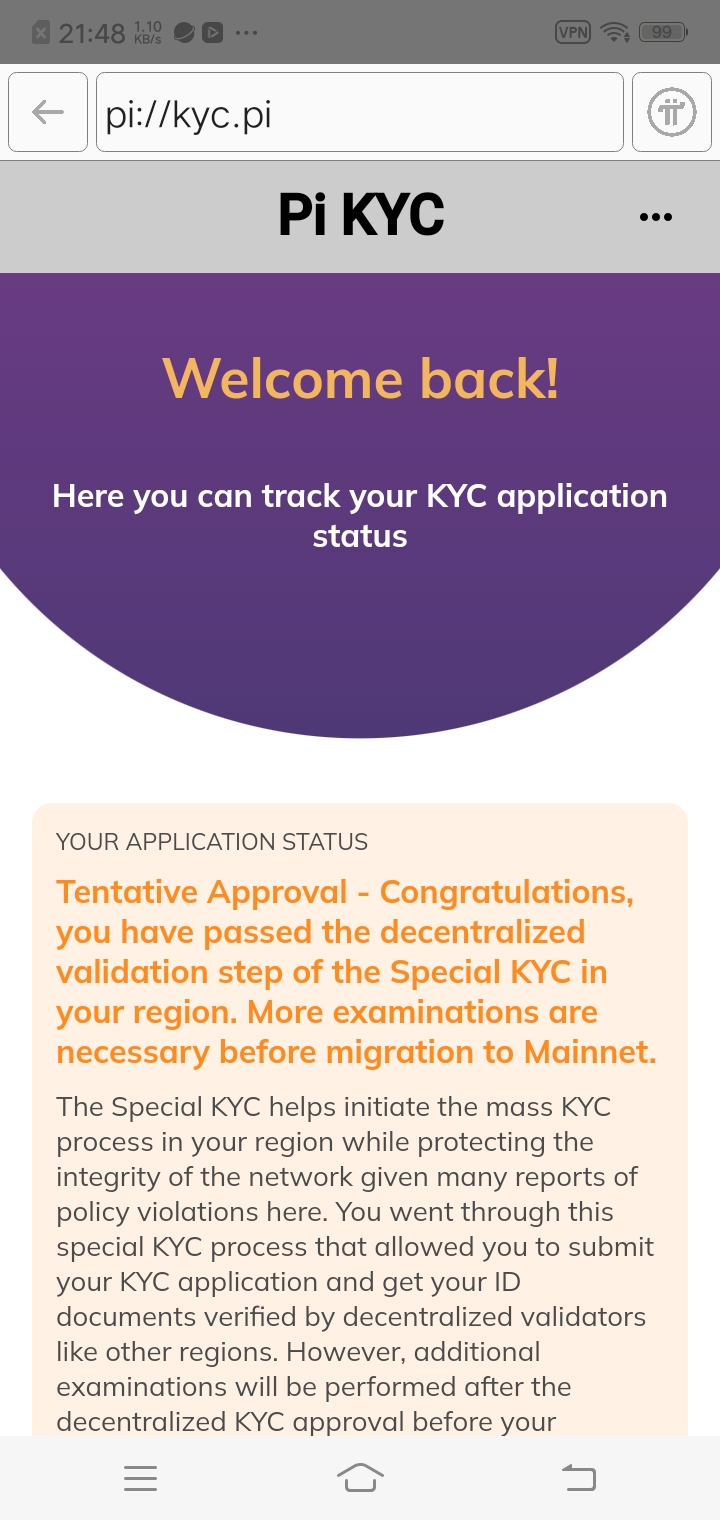 21:48 1.10 KB/s VPN 99
pi://kyc.pi
Pi KYC
Welcome back!
Here you can track your KYC application
status
YOUR APPLICATION STATUS
Tentative Approval - Congratulations,
you have passed the decentralized
validation step of the Special KYC in
your region. More examinations are
necessary before migration to Mainnet.
The Special KYC helps initiate the mass KYC
process in your region while protecting the
integrity of the network given many reports of
policy violations here. You went through this
special KYC process that allowed you to submit
your KYC application and get your ID
documents verified by decentralized validators
like other regions. However, additional
examinations will be performed after the
decentralized KYC approval before your